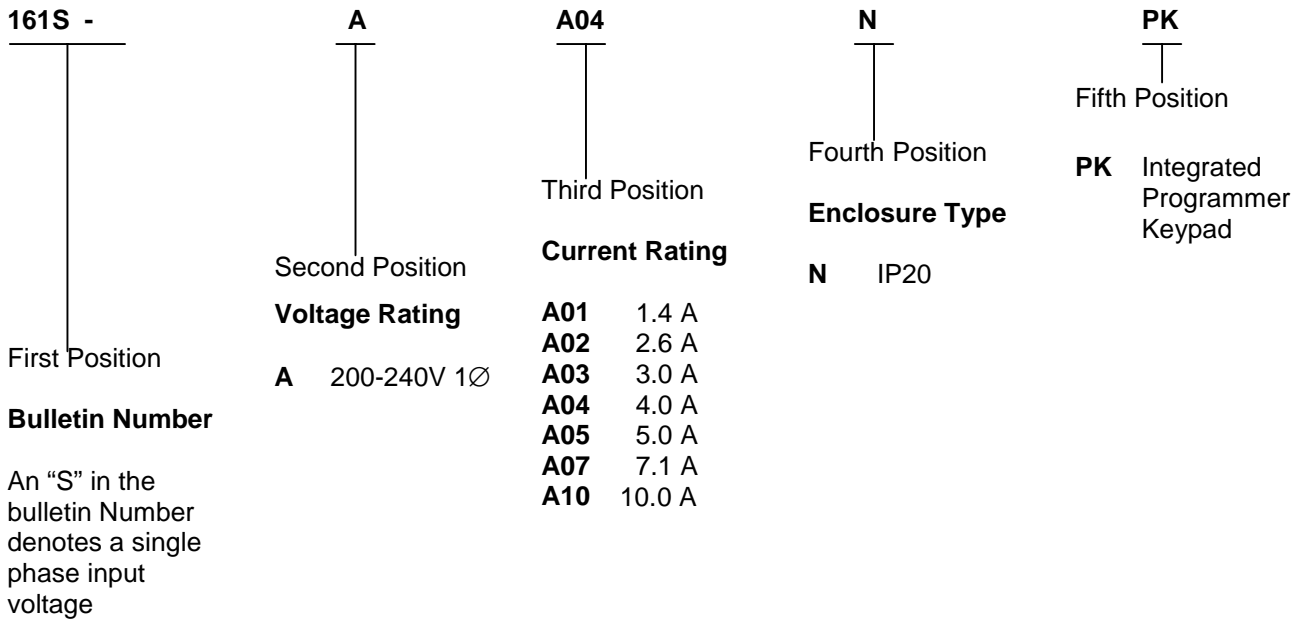 161S - A A04 N PK
First Position
Bulletin Number
An “S” in the
bulletin Number
denotes a single
phase input
voltage
Second Position
Voltage Rating
A 200-240V 1∅
Third Position
Current Rating
A01 1.4 A
A02 2.6 A
A03 3.0 A
A04 4.0 A
A05 5.0 A
A07 7.1 A
A10 10.0 A
Fourth Position
Enclosure Type
N IP20
Fifth Position
PK Integrated
Programmer
Keypad